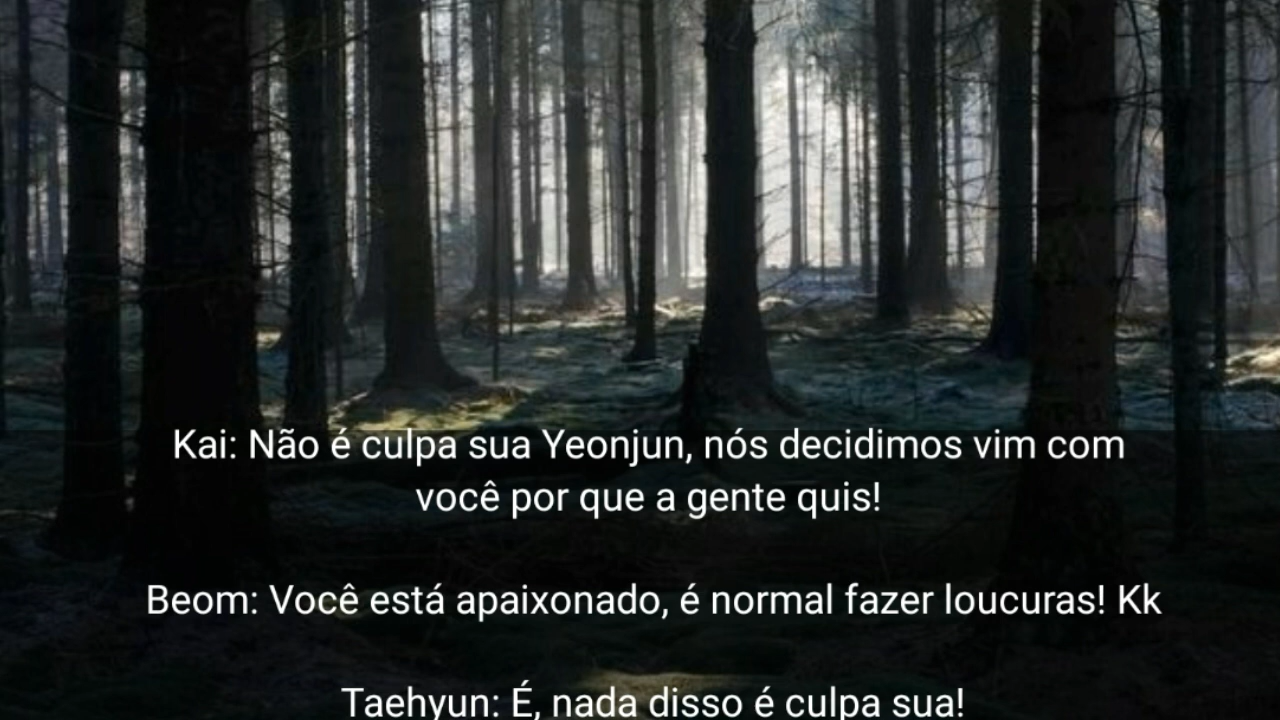 Kai: Não é culpa sua Yeonjun, nós decidimos vim com
você por que a gente quis!
Beom: Você está apaixonado, é normal fazer loucuras! Kk
Taehyun: É, nada disso é culpa sua!